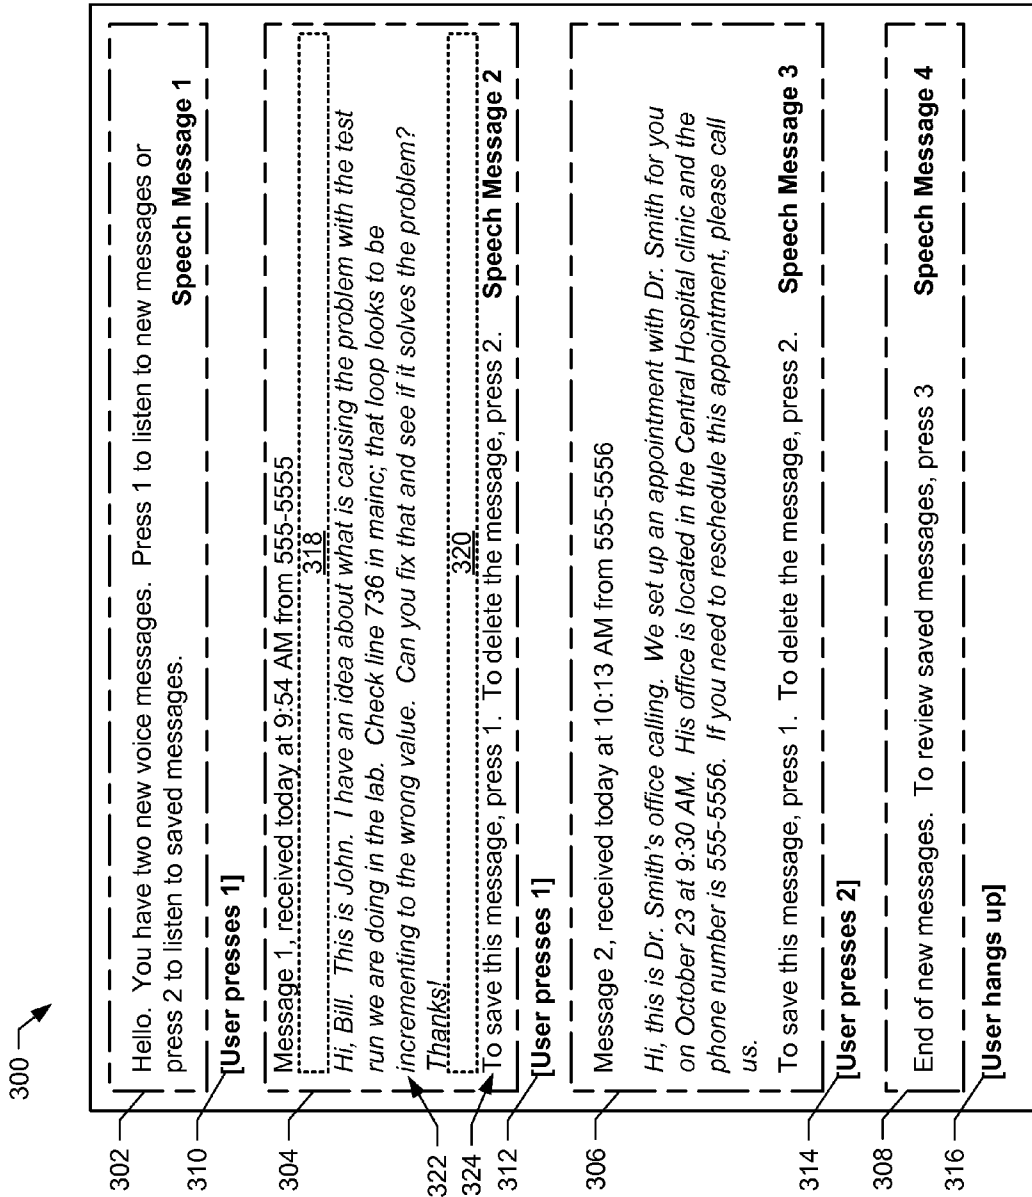 300
302
Hello. You have two new voice messages. Press 1 to listen to new messages or
press 2 to listen to saved messages.
Speech Message 1
310
[User presses 1]
304
Message 1, received today at 9:54 AM from 555-5555
318
Hi, Bill. This is John. I have an idea about what is causing the problem with the test
run we are doing in the lab. Check line 736 in mainc; that loop looks to be
incrementing to the wrong value. Can you fix that and see if it solves the problem?
322
Thanks!
320
324
To save this message, press 1. To delete the message, press 2. Speech Message 2
312
[User presses 1]
306
Message 2, received today at 10:13 AM from 555-5556
Hi, this is Dr. Smith's office calling. We set up an appointment with Dr. Smith for you
on October 23 at 9:30 AM. His office is located in the Central Hospital clinic and the
phone number is 555-5556. If you need to reschedule this appointment, please call
us.
To save this message, press 1. To delete the message, press 2. Speech Message 3
314
[User presses 2]
308
End of new messages. To review saved messages, press 3 Speech Message 4
316
[User hangs up]